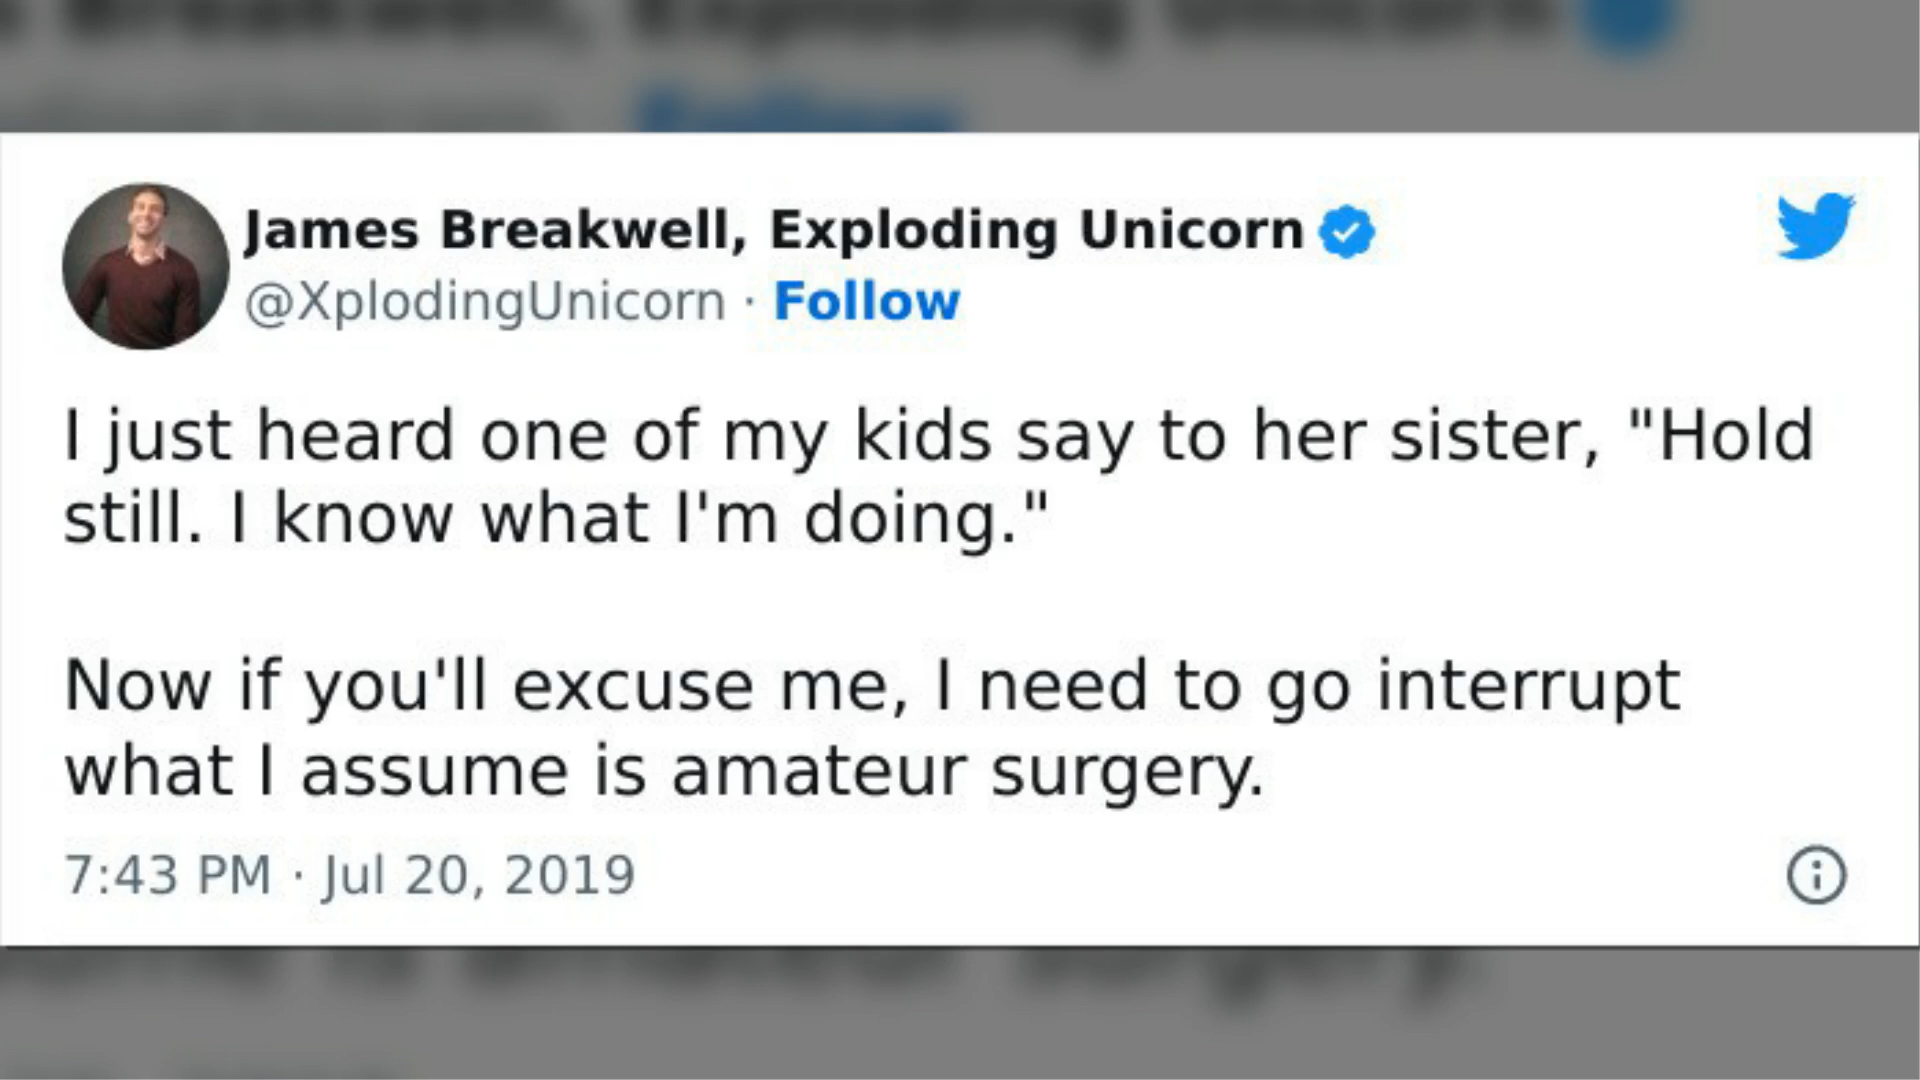 James Breakwell, Exploding Unicorn
@XplodingUnicorn · Follow
I just heard one of my kids say to her sister, "Hold
still. I know what I'm doing."
Now if you'll excuse me, I need to go interrupt
what I assume is amateur surgery.
7:43 PM · Jul 20, 2019